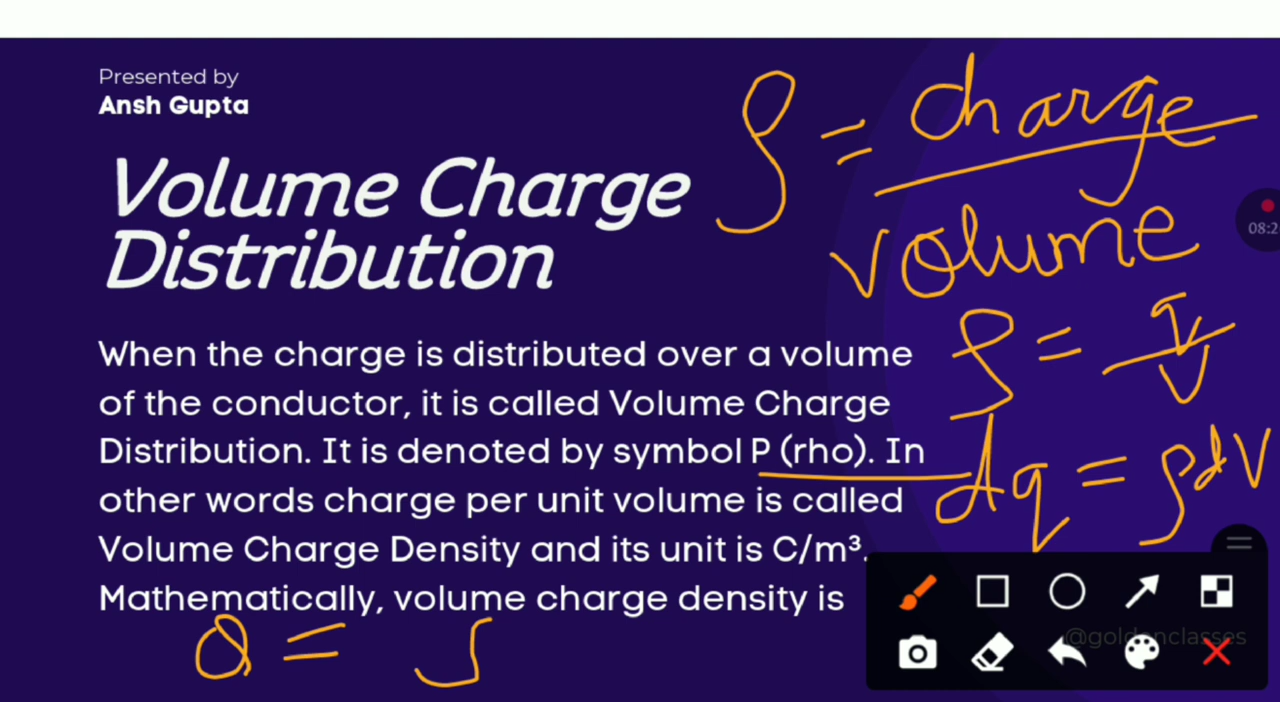 Presented by
Ansh Gupta
Volume Charge
Distribution
When the charge is distributed over a volume
of the conductor, it is called Volume Charge
Distribution. It is denoted by symbol P (rho). In
other words charge per unit volume is called
Volume Charge Density and its unit is C/m³.
Mathematically, volume charge density is
ρ = charge
volume
ρ = q
V
dq = ρdV
Q = ∫
08:2
@goldenclasses